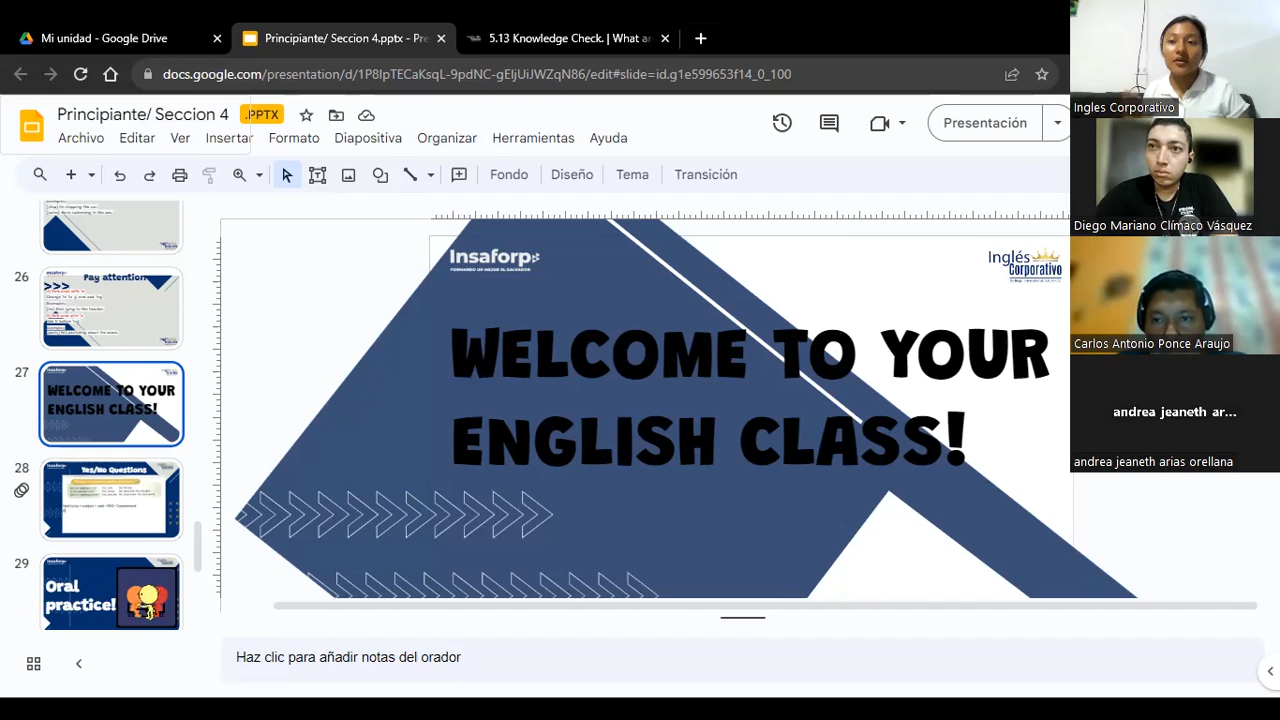 Mi unidad - Google Drive
Principiante/ Seccion 4.pptx - Pre
5.13 Knowledge Check. | What an
docs.google.com/presentation/d/1P8IpTECaKsqL-9pdNC-gEljUiJWZqN86/edit#slide=id.g1e599653f14_0_100
Principiante/ Seccion 4
.PPTX
Archivo Editar Ver Insertar Formato Diapositiva Organizar Herramientas Ayuda
Presentación
Fondo Diseño Tema Transición
26
Pay attention
27
WELCOME TO YOUR
ENGLISH CLASS!
28
Yes/No Questions
29
Oral
practice!
Insaforp
FORMANDO UN MEJOR EL SALVADOR
Inglés
Corporativo
WELCOME TO YOUR
ENGLISH CLASS!
Haz clic para añadir notas del orador
Ingles Corporativo
Diego Mariano Clímaco Vásquez
Carlos Antonio Ponce Araujo
andrea jeaneth ar...
andrea jeaneth arias orellana